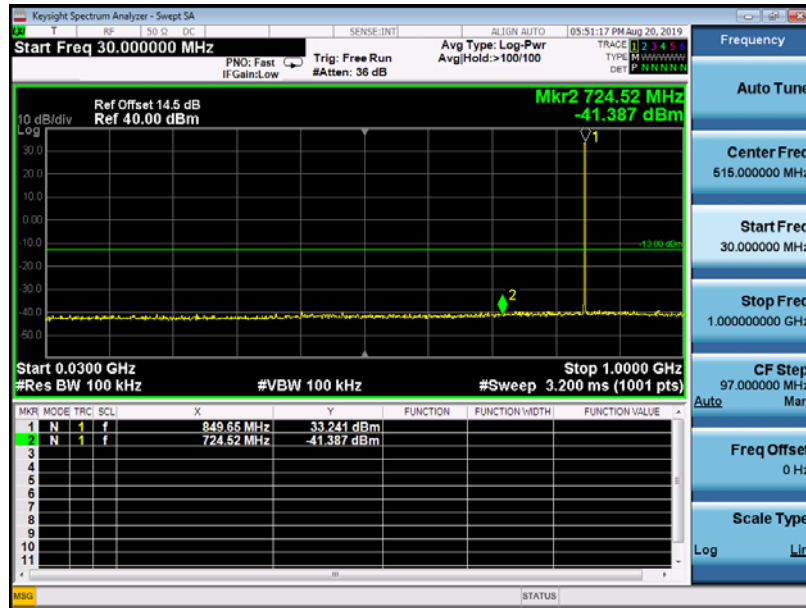 Keysight Spectrum Analyzer - Swept SA
T RF 50 Ω DC SENSE:INT ALIGN AUTO 05:51:17 PM Aug 20, 2019
Start Freq 30.000000 MHz
PNO: Fast
IFGain:Low
Trig: Free Run
#Atten: 36 dB
Avg Type: Log-Pwr
Avg|Hold:>100/100
TRACE 1 2 3 4 5 6
TYPE M WWWWW
DET P N N N N N
Mkr2 724.52 MHz
-41.387 dBm
Ref Offset 14.5 dB
10 dB/div Ref 40.00 dBm
Log
30.0
20.0
10.0
0.00
-10.0
-20.0
-30.0
-40.0
-50.0
1
-13.00 dBm
2
Start 0.0300 GHz Stop 1.0000 GHz
#Res BW 100 kHz #VBW 100 kHz #Sweep 3.200 ms (1001 pts)
MKR MODE TRC SCL X Y FUNCTION FUNCTION WIDTH FUNCTION VALUE
1 N 1 f 849.65 MHz 33.241 dBm
2 N 1 f 724.52 MHz -41.387 dBm
3
4
5
6
7
8
9
10
11
MSG STATUS
Frequency
Auto Tune
Center Freq
515.000000 MHz
Start Freq
30.000000 MHz
Stop Freq
1.000000000 GHz
CF Step
97.000000 MHz
Auto Man
Freq Offset
0 Hz
Scale Type
Log Lin